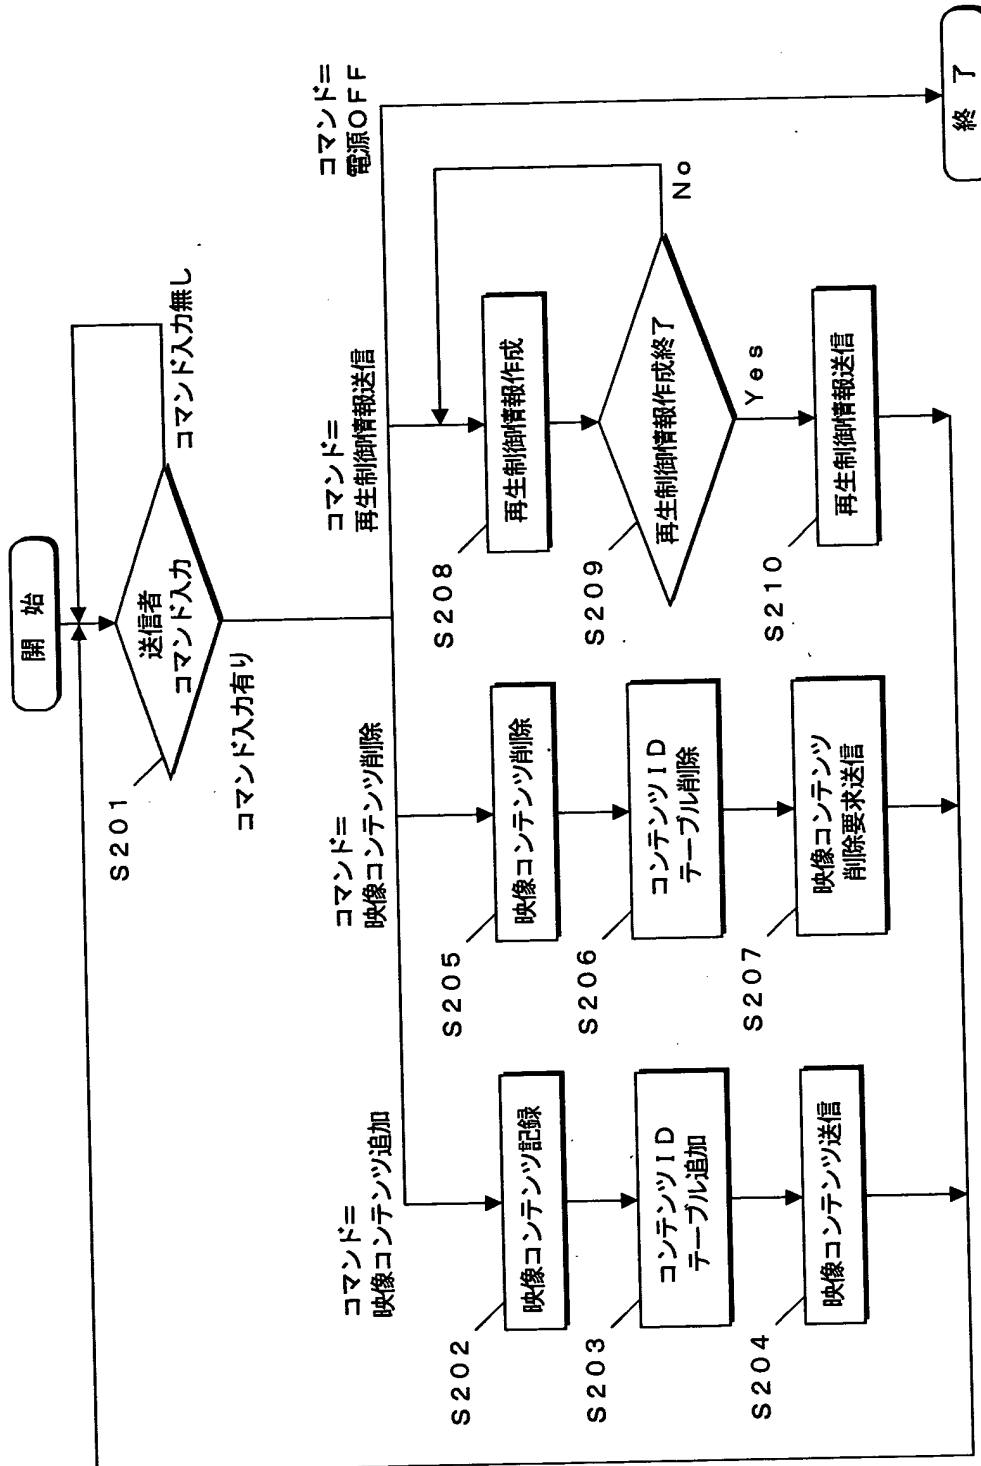 開始
送信者
コマンド入力
S201
コマンド入力無し
コマンド入力有り
コマンド=
映像コンテンツ追加
コマンド=
映像コンテンツ削除
コマンド=
再生制御情報送信
コマンド=
電源OFF
S202
映像コンテンツ記録
S203
コンテンツID
テーブル追加
S204
映像コンテンツ送信
S205
映像コンテンツ削除
S206
コンテンツID
テーブル削除
S207
映像コンテンツ
削除要求送信
S208
再生制御情報作成
S209
再生制御情報作成終了
No
Yes
S210
再生制御情報送信
終了